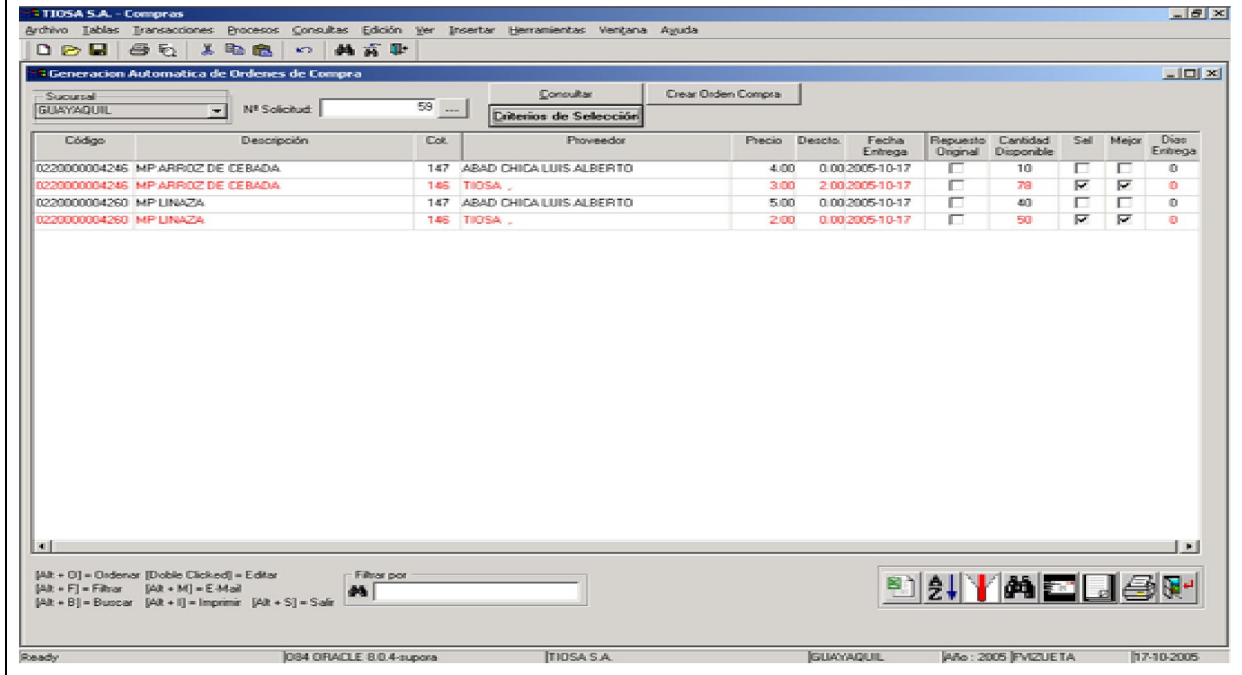 TIOSA S.A. - Compras
Archivo Tablas Transacciones Procesos Consultas Edición Ver Insertar Herramientas Ventana Ayuda
Generacion Automatica de Ordenes de Compra
Sucursal
GUAYAQUIL
Nº Solicitud: 59 ...
Consultar
Crear Orden Compra
Criterios de Selección
Código Descripción Cot. Proveedor Precio Descto. Fecha Entrega Repuesto Original Cantidad Disponible Sel Mejor Dias Entrega
0220000004246 MP ARROZ DE CEBADA 147 ABAD CHICA LUIS ALBERTO 4.00 0.00 2005-10-17 10 0
0220000004246 MP ARROZ DE CEBADA 146 TIOSA . 3.00 2.00 2005-10-17 78 0
0220000004260 MP LINAZA 147 ABAD CHICA LUIS ALBERTO 5.00 0.00 2005-10-17 40 0
0220000004260 MP LINAZA 146 TIOSA . 2.00 0.00 2005-10-17 50 0
[Alt + O] = Ordenar [Doble Clicked] = Editar
[Alt + F] = Filtrar [Alt + M] = E-Mail
[Alt + B] = Buscar [Alt + I] = Imprimir [Alt + S] = Salir
Filtrar por
Ready 084 ORACLE 8.0.4-supora TIOSA S.A. GUAYAQUIL Año : 2005 FVIZUETA 17-10-2005